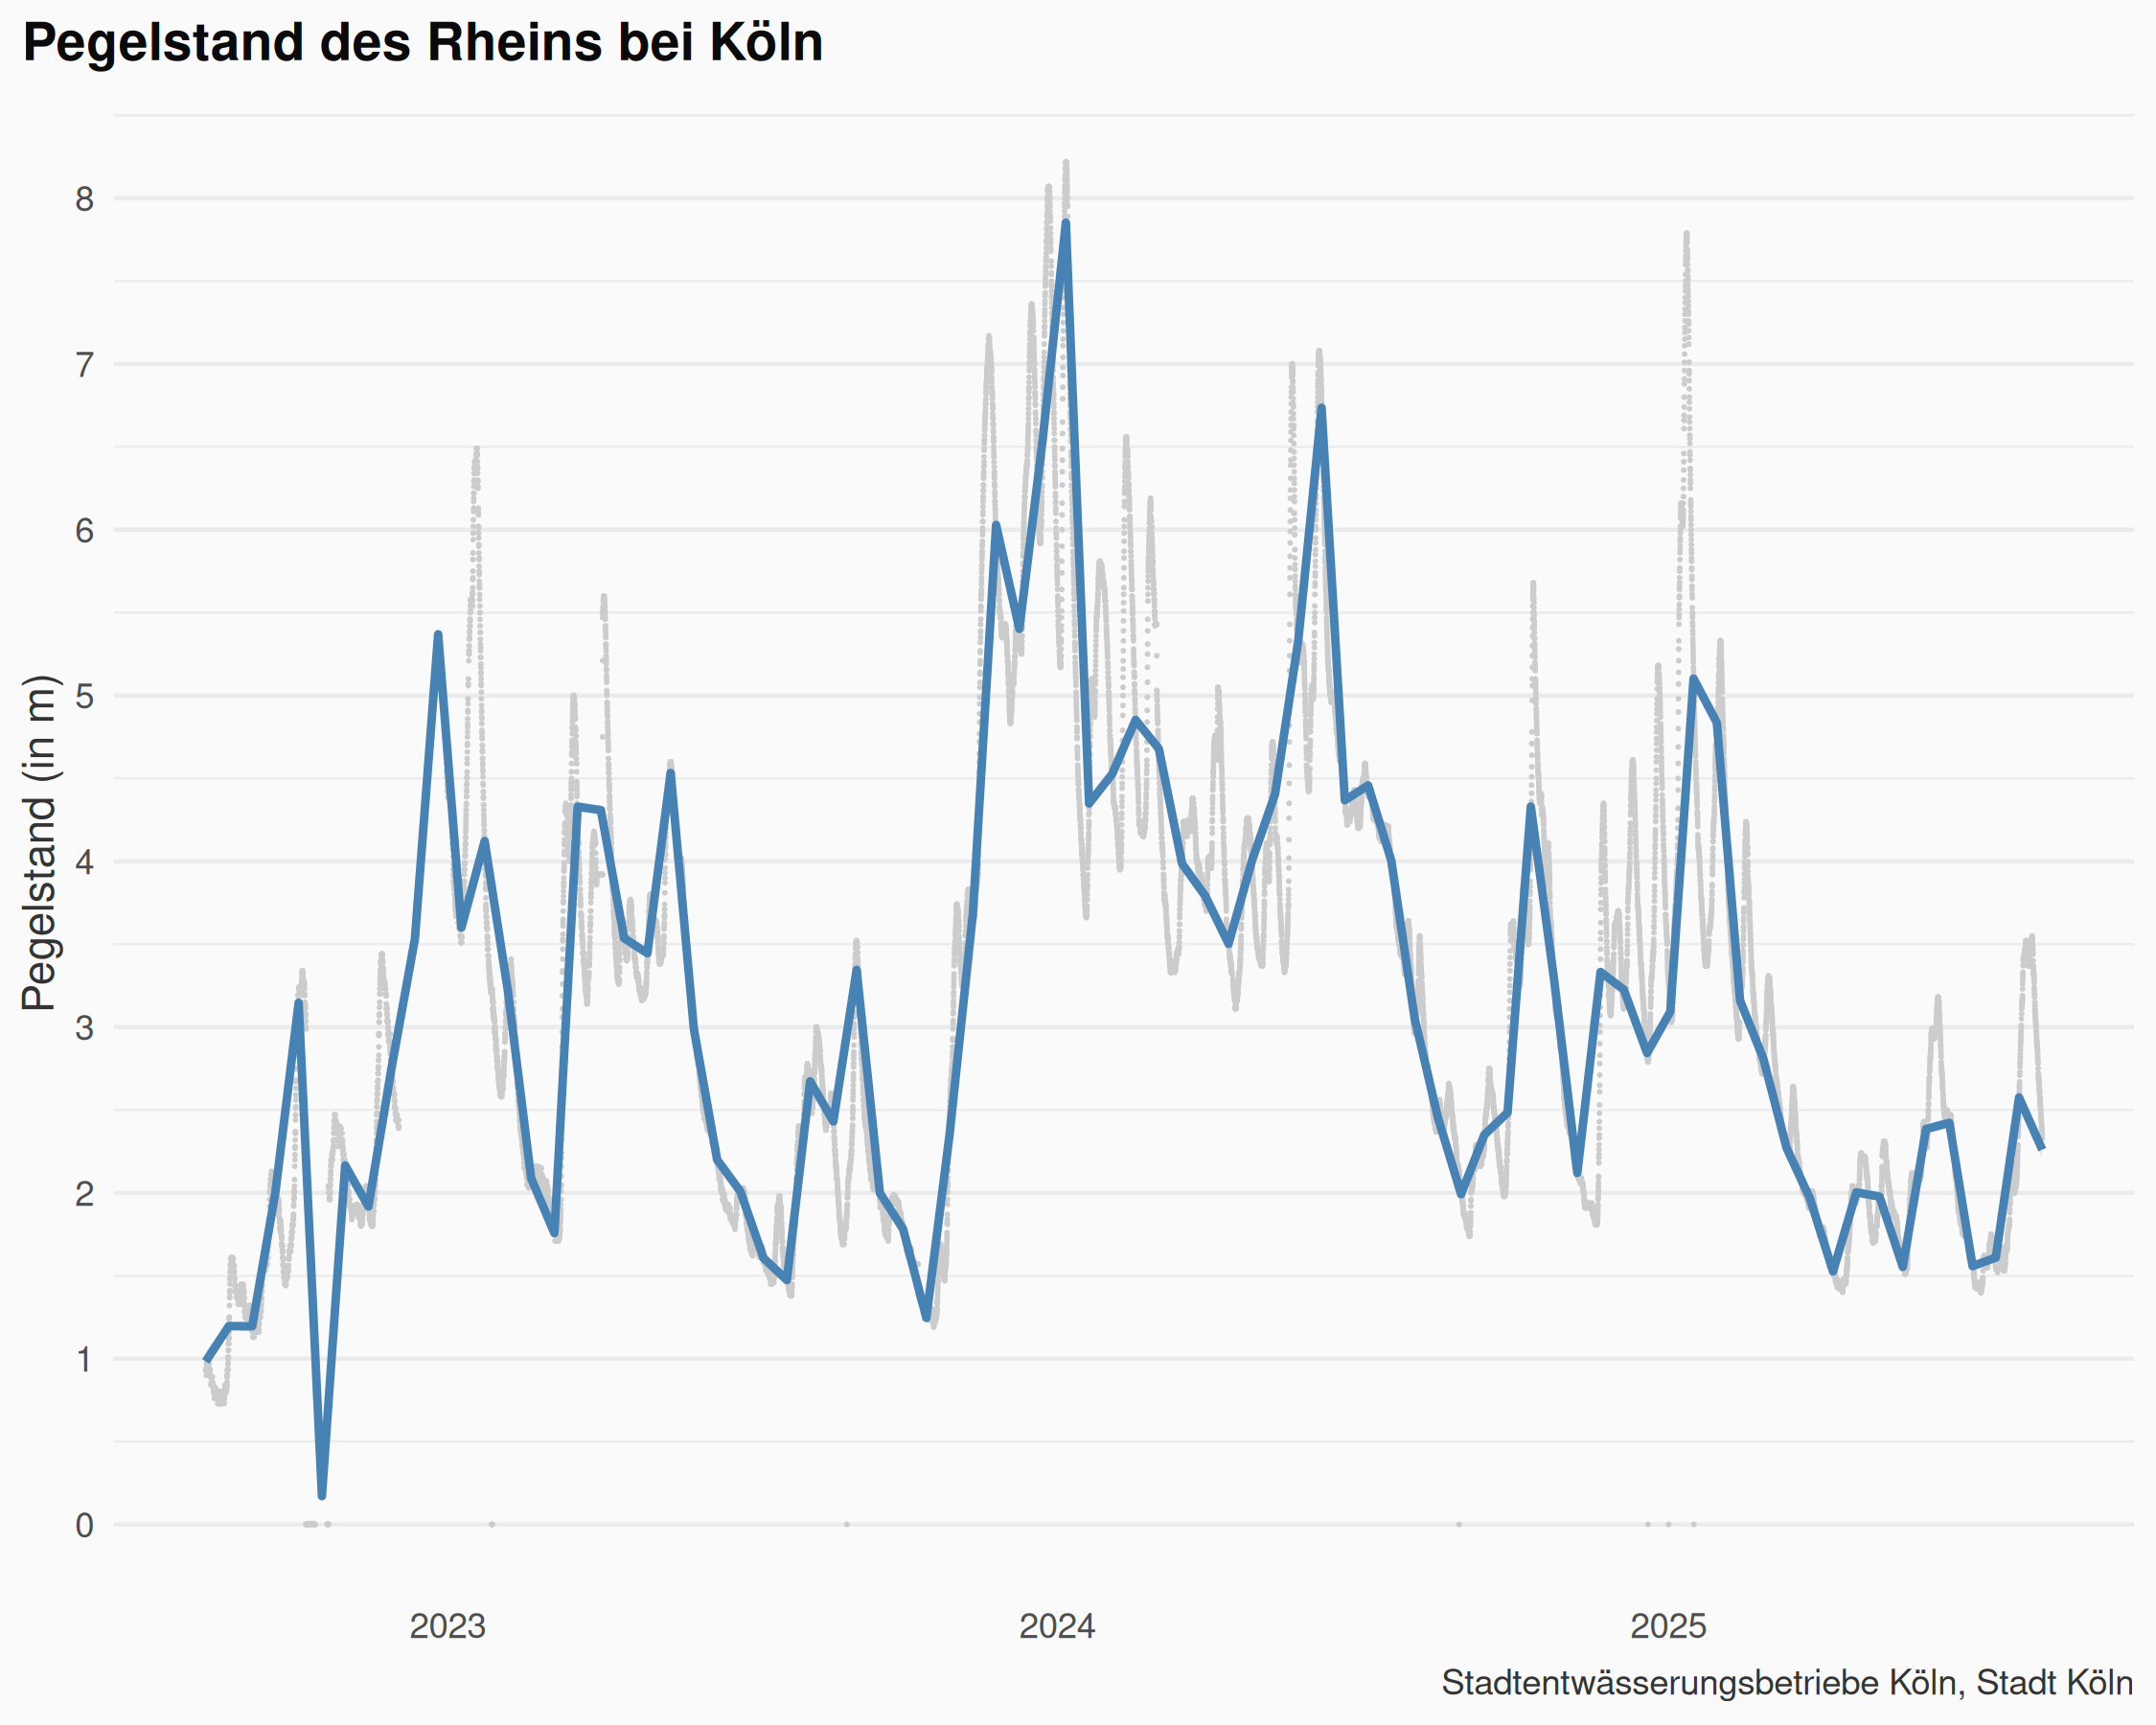 Pegelstand des Rheins bei Köln
Pegelstand (in m)
8
7
6
5
4
3
2
1
0
2023 2024 2025
Stadtentwässerungsbetriebe Köln, Stadt Köln